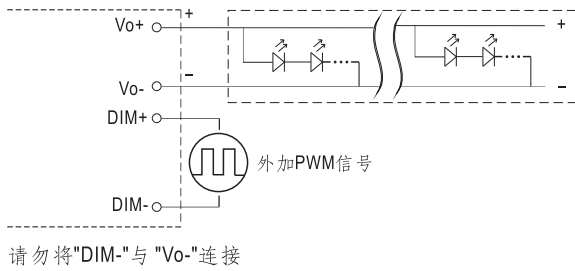 Vo+
+
+
−
Vo-
−
DIM+
外加PWM信号
DIM-
请勿将"DIM-"与 "Vo-"连接